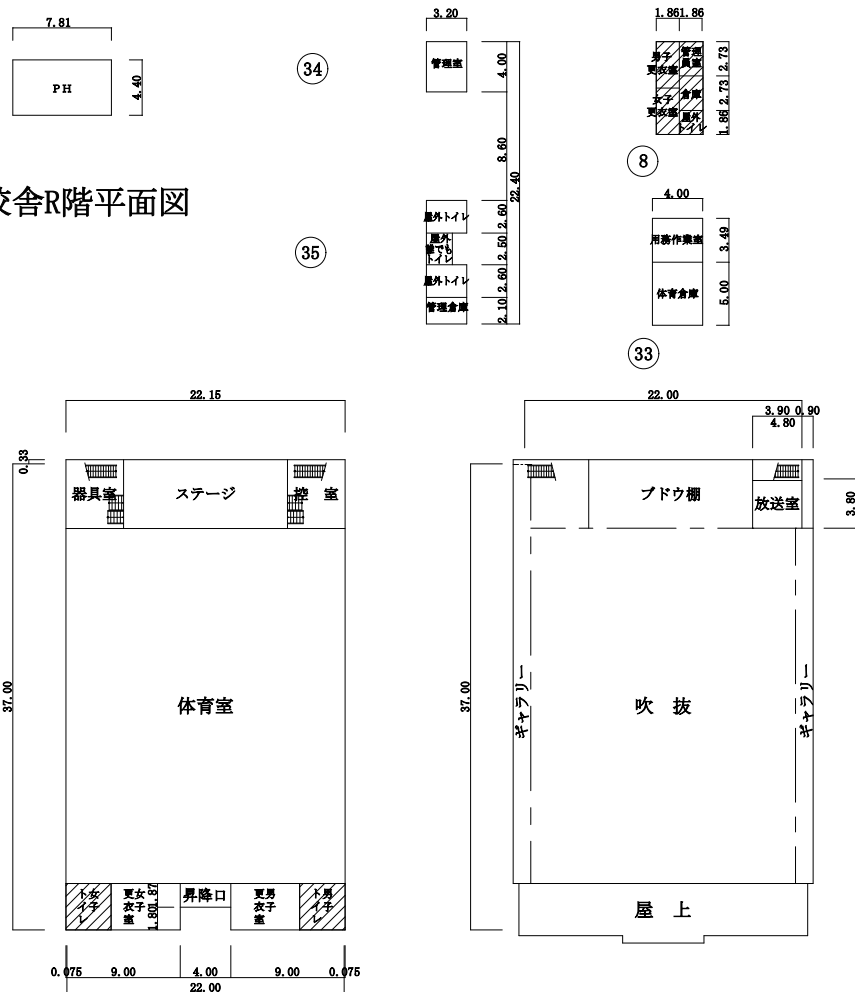 7.81
PH
4.40
34
校舎R階平面図
35
3.20
管理室
4.00
8.60
22.40
屋外トイレ
2.60
屋外
誰でも
トイレ
2.50
屋外トイレ
2.60
管理倉庫
2.10
1.86
1.86
男子
更衣室
管理
員室
2.73
女子
更衣室
倉庫
2.73
屋外
トイレ
1.86
8
4.00
用務作業室
3.49
体育倉庫
5.00
33
22.15
0.33
器具室
ステージ
控 室
37.00
体育室
女子
トイレ
女子
更衣室
1.87
1.80
昇降口
男子
更衣室
男子
トイレ
0.075
9.00
4.00
9.00
0.075
22.00
22.00
3.90
0.90
4.80
ブドウ棚
放送室
3.80
37.00
ギャラリー
吹 抜
ギャラリー
屋 上